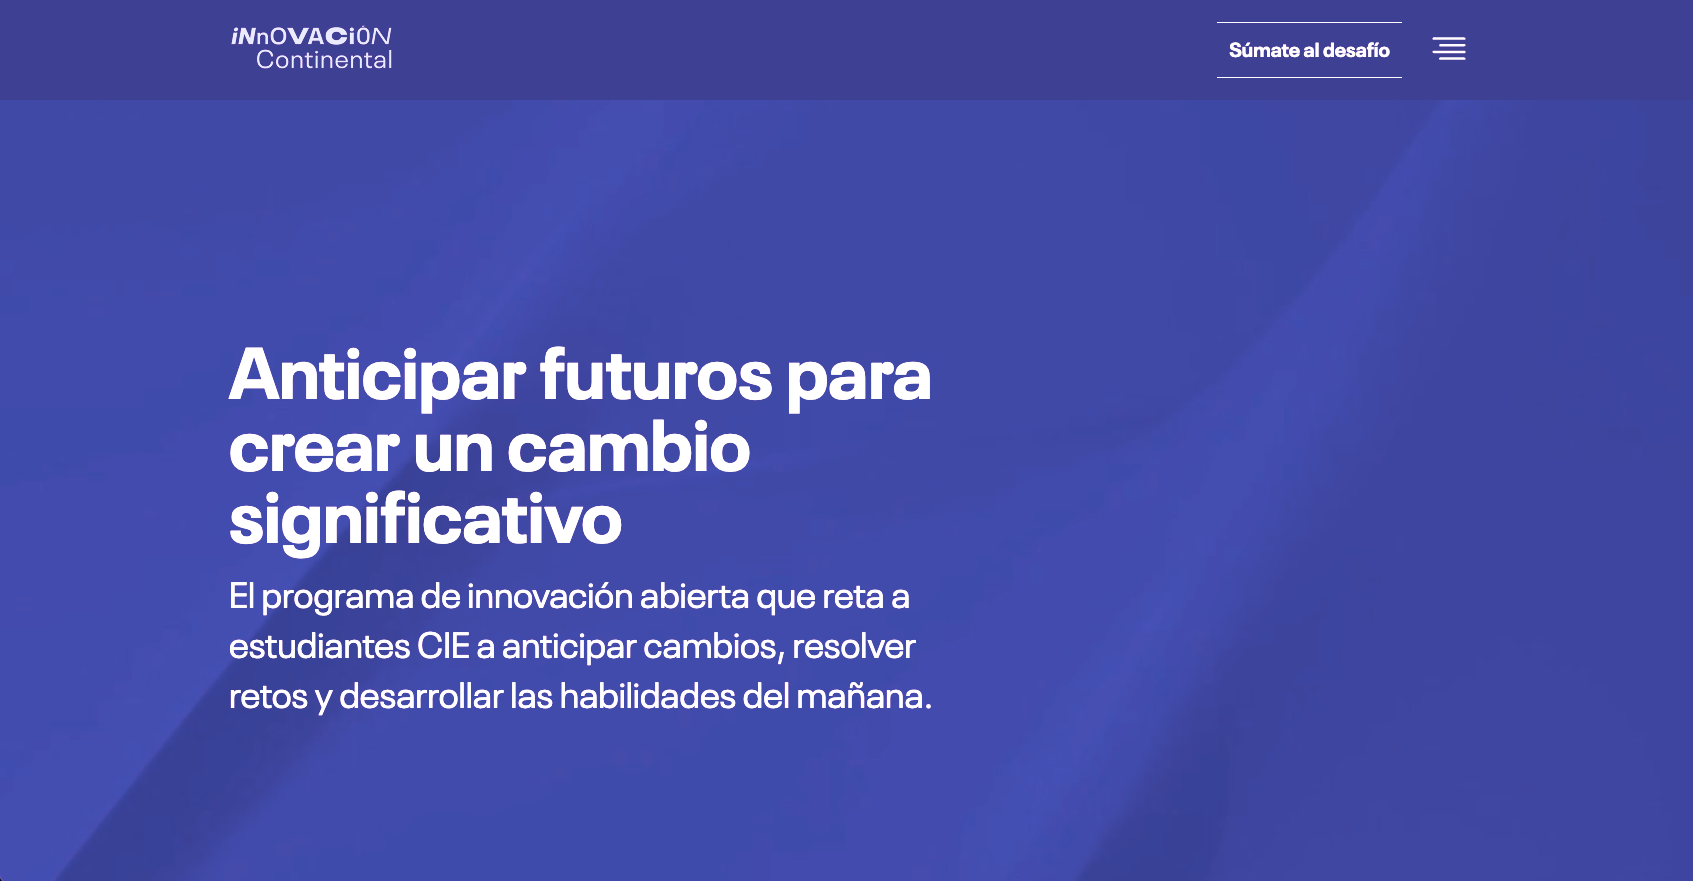 iNnOVACiÓN
Continental
Súmate al desafío
Anticipar futuros para
crear un cambio
significativo
El programa de innovación abierta que reta a
estudiantes CIE a anticipar cambios, resolver
retos y desarrollar las habilidades del mañana.